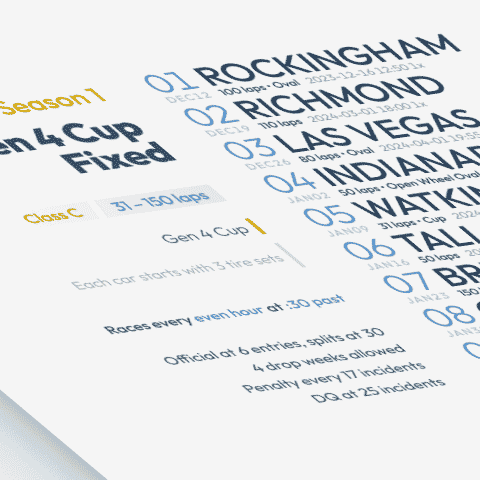 Season 1
Gen 4 Cup
Fixed
Class C
31 – 150 laps
Gen 4 Cup
Each car starts with 3 tire sets
Races every even hour at :30 past
Official at 6 entries, splits at 30
4 drop weeks allowed
Penalty every 17 incidents
DQ at 25 incidents
01 ROCKINGHAM
DEC12 100 laps • Oval 2023-12-16 12:50 1x
02 RICHMOND
DEC19 110 laps 2024-03-01 18:00 1x
03 LAS VEGAS
DEC26 80 laps • Oval 2024-04-01 19:55
04
JAN02 50 laps • Open Wheel Oval
05
JAN09 31 laps • Cup
06
JAN16 50 laps
07
JAN23
08